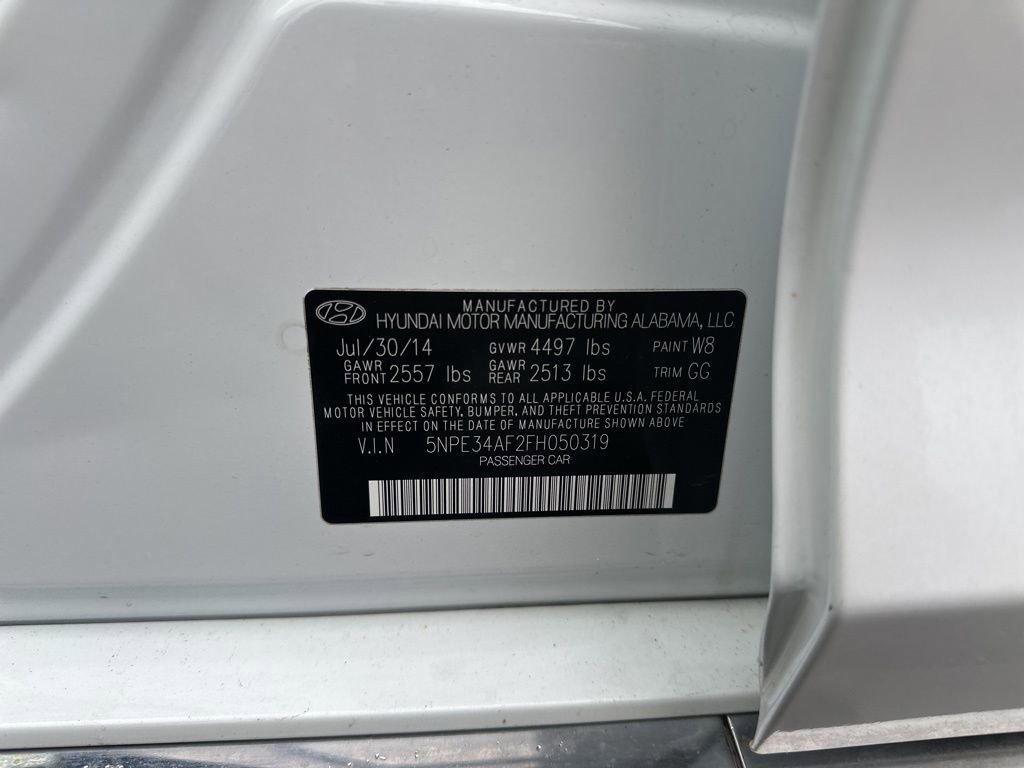 MANUFACTURED BY
HYUNDAI MOTOR MANUFACTURING ALABAMA, LLC
Jul/30/14 GVWR 4497 lbs PAINT W8
GAWR FRONT 2557 lbs GAWR REAR 2513 lbs TRIM GG
THIS VEHICLE CONFORMS TO ALL APPLICABLE U.S.A. FEDERAL
MOTOR VEHICLE SAFETY, BUMPER, AND THEFT PREVENTION STANDARDS
IN EFFECT ON THE DATE OF MANUFACTURE SHOWN ABOVE
V.I.N 5NPE34AF2FH050319
PASSENGER CAR